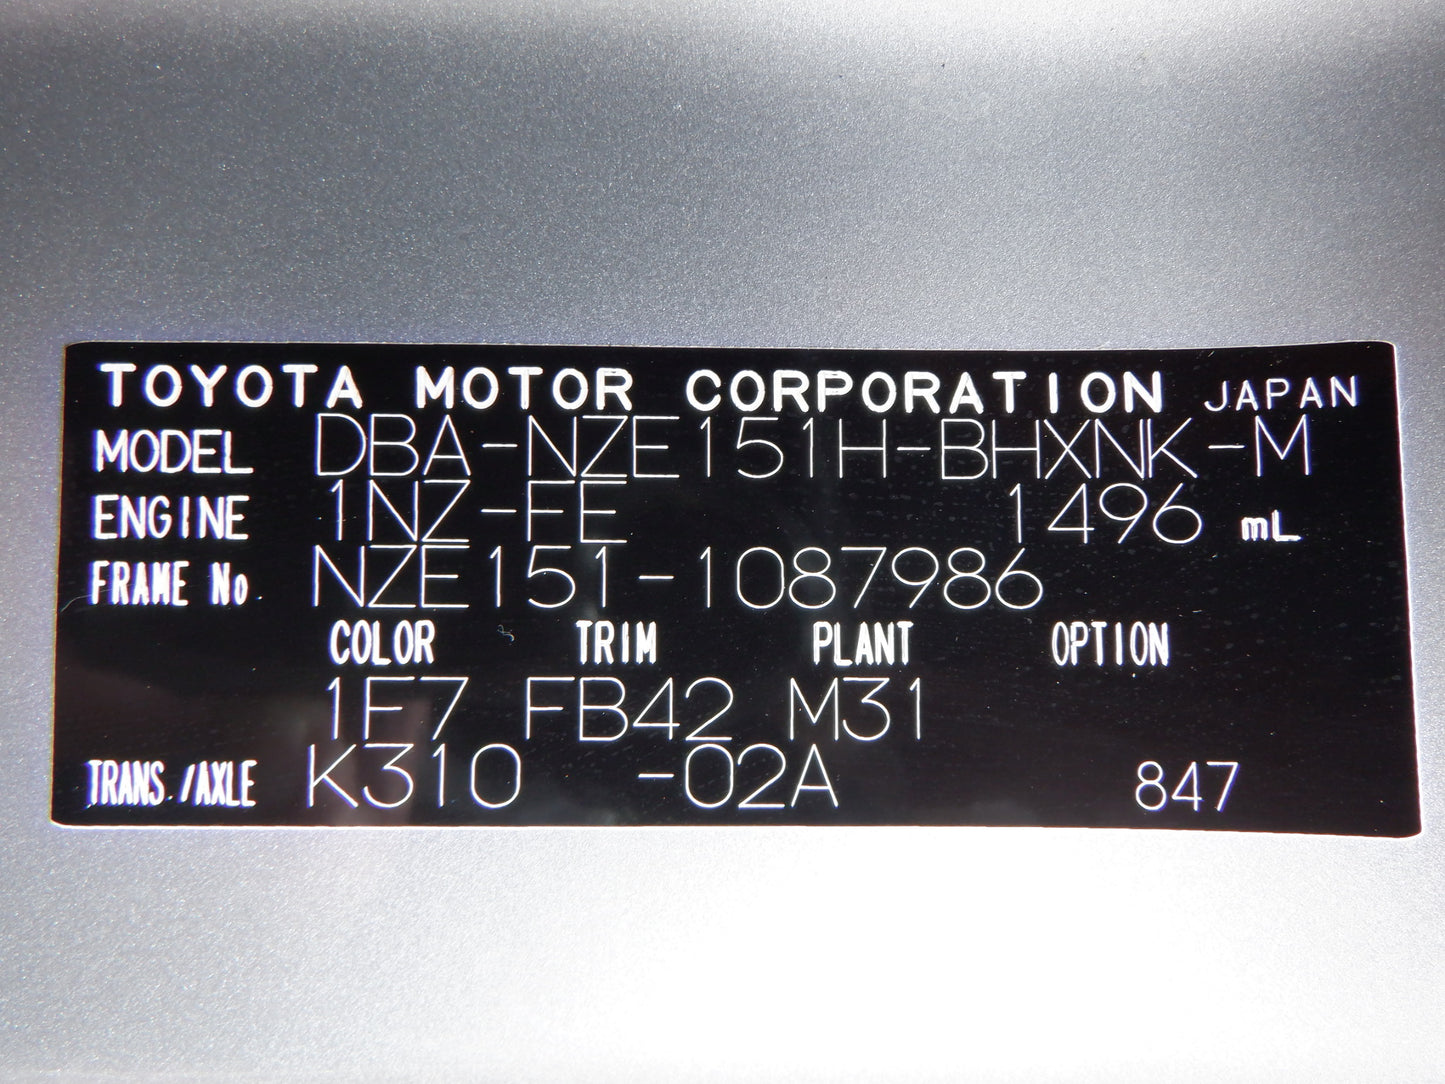 TOYOTA MOTOR CORPORATION JAPAN
MODEL DBA-NZE151H-BHXNK-M
ENGINE 1NZ-FE 1496 mL
FRAME No. NZE151-1087986
COLOR TRIM PLANT OPTION
1F7 FB42 M31
TRANS./AXLE K310 -02A 847